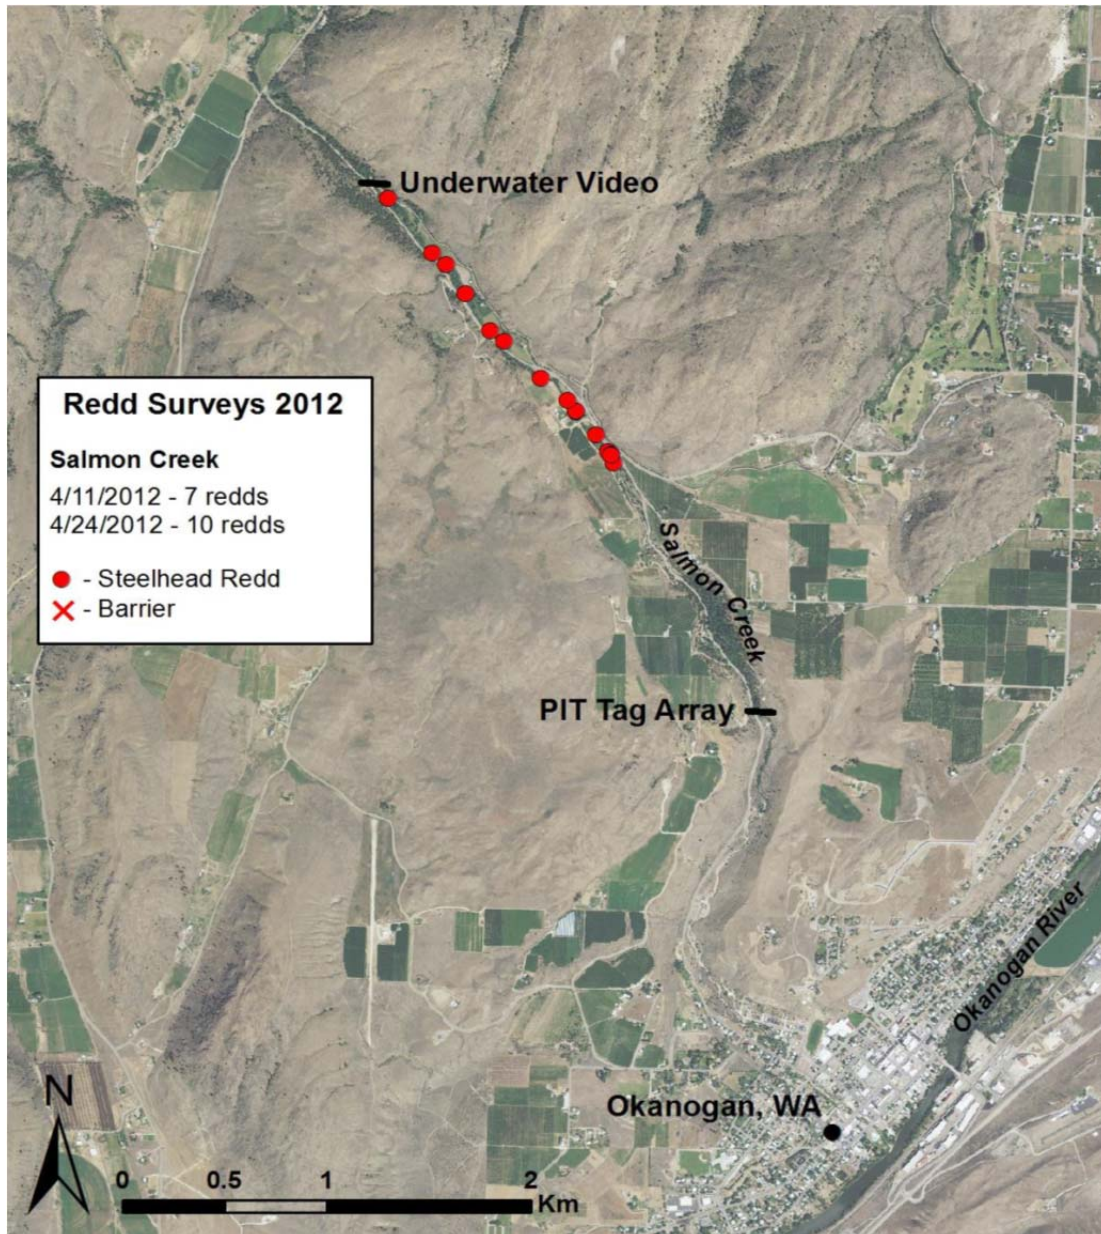 Underwater Video
Redd Surveys 2012
Salmon Creek
4/11/2012 - 7 redds
4/24/2012 - 10 redds
- Steelhead Redd
- Barrier
Salmon Creek
PIT Tag Array
Okanogan River
Okanogan, WA
N
0 0.5 1 2
Km